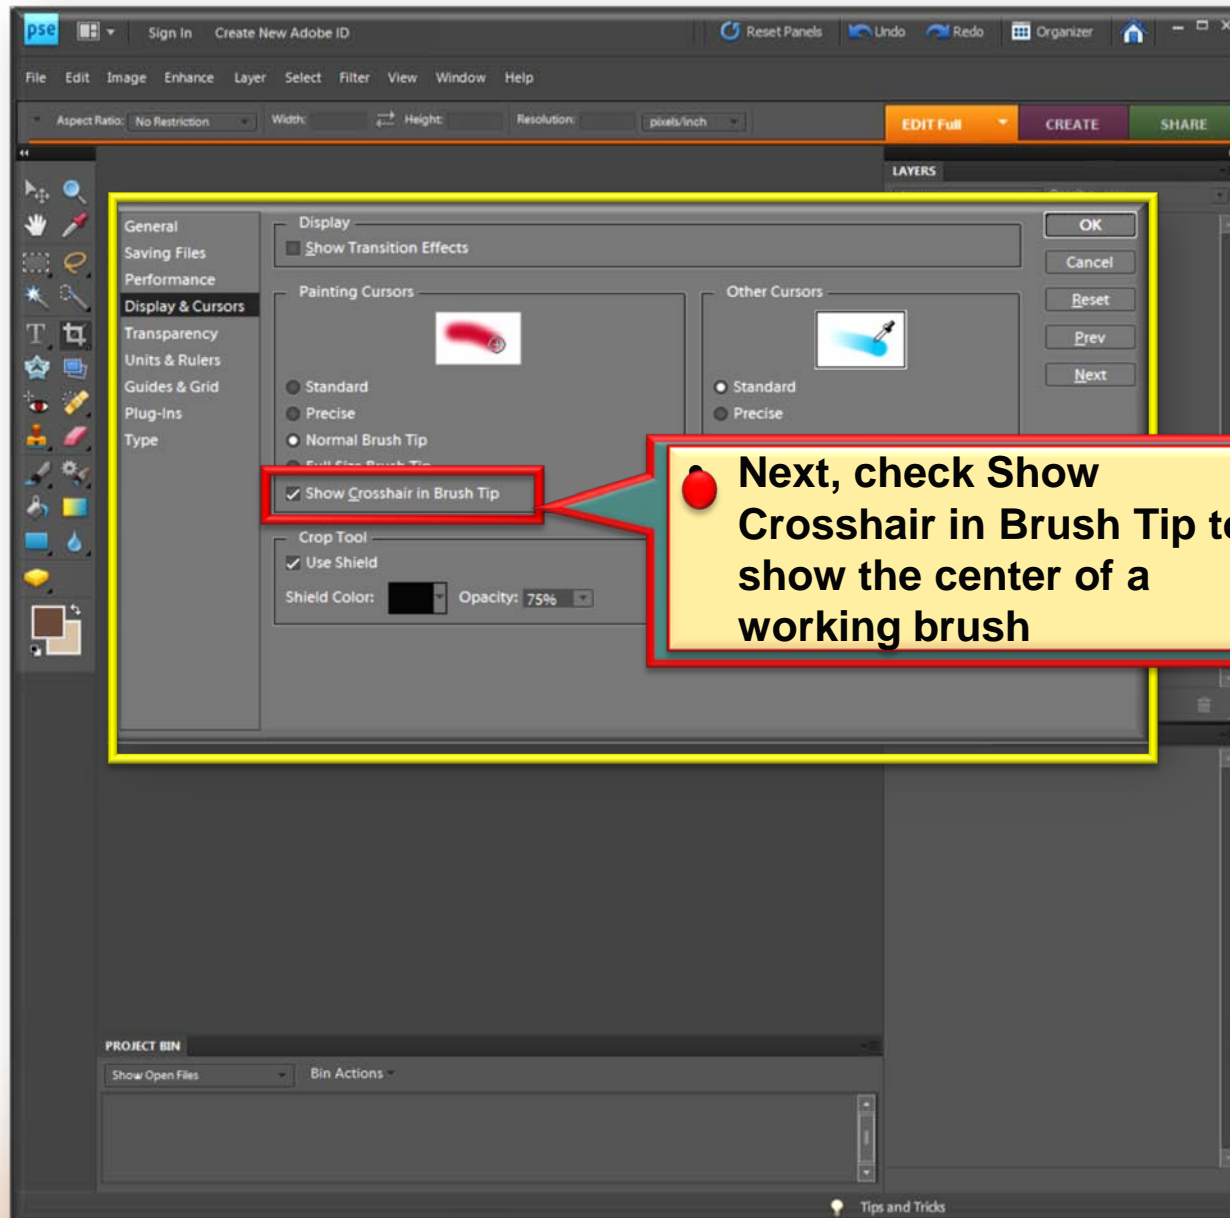 pse Sign In Create New Adobe ID Reset Panels Undo Redo Organizer
File Edit Image Enhance Layer Select Filter View Window Help
Aspect Ratio: No Restriction Width: Height: Resolution: pixels/inch EDIT Full CREATE SHARE
LAYERS
General
Saving Files
Performance
Display & Cursors
Transparency
Units & Rulers
Guides & Grid
Plug-Ins
Type
Display
Show Transition Effects
Painting Cursors
Standard
Precise
Normal Brush Tip
Full Size Brush Tip
Show Crosshair in Brush Tip
Other Cursors
Standard
Precise
Crop Tool
Use Shield
Shield Color: Opacity: 75%
OK
Cancel
Reset
Prev
Next
Next, check Show
Crosshair in Brush Tip to
show the center of a
working brush
PROJECT BIN
Show Open Files Bin Actions
Tips and Tricks